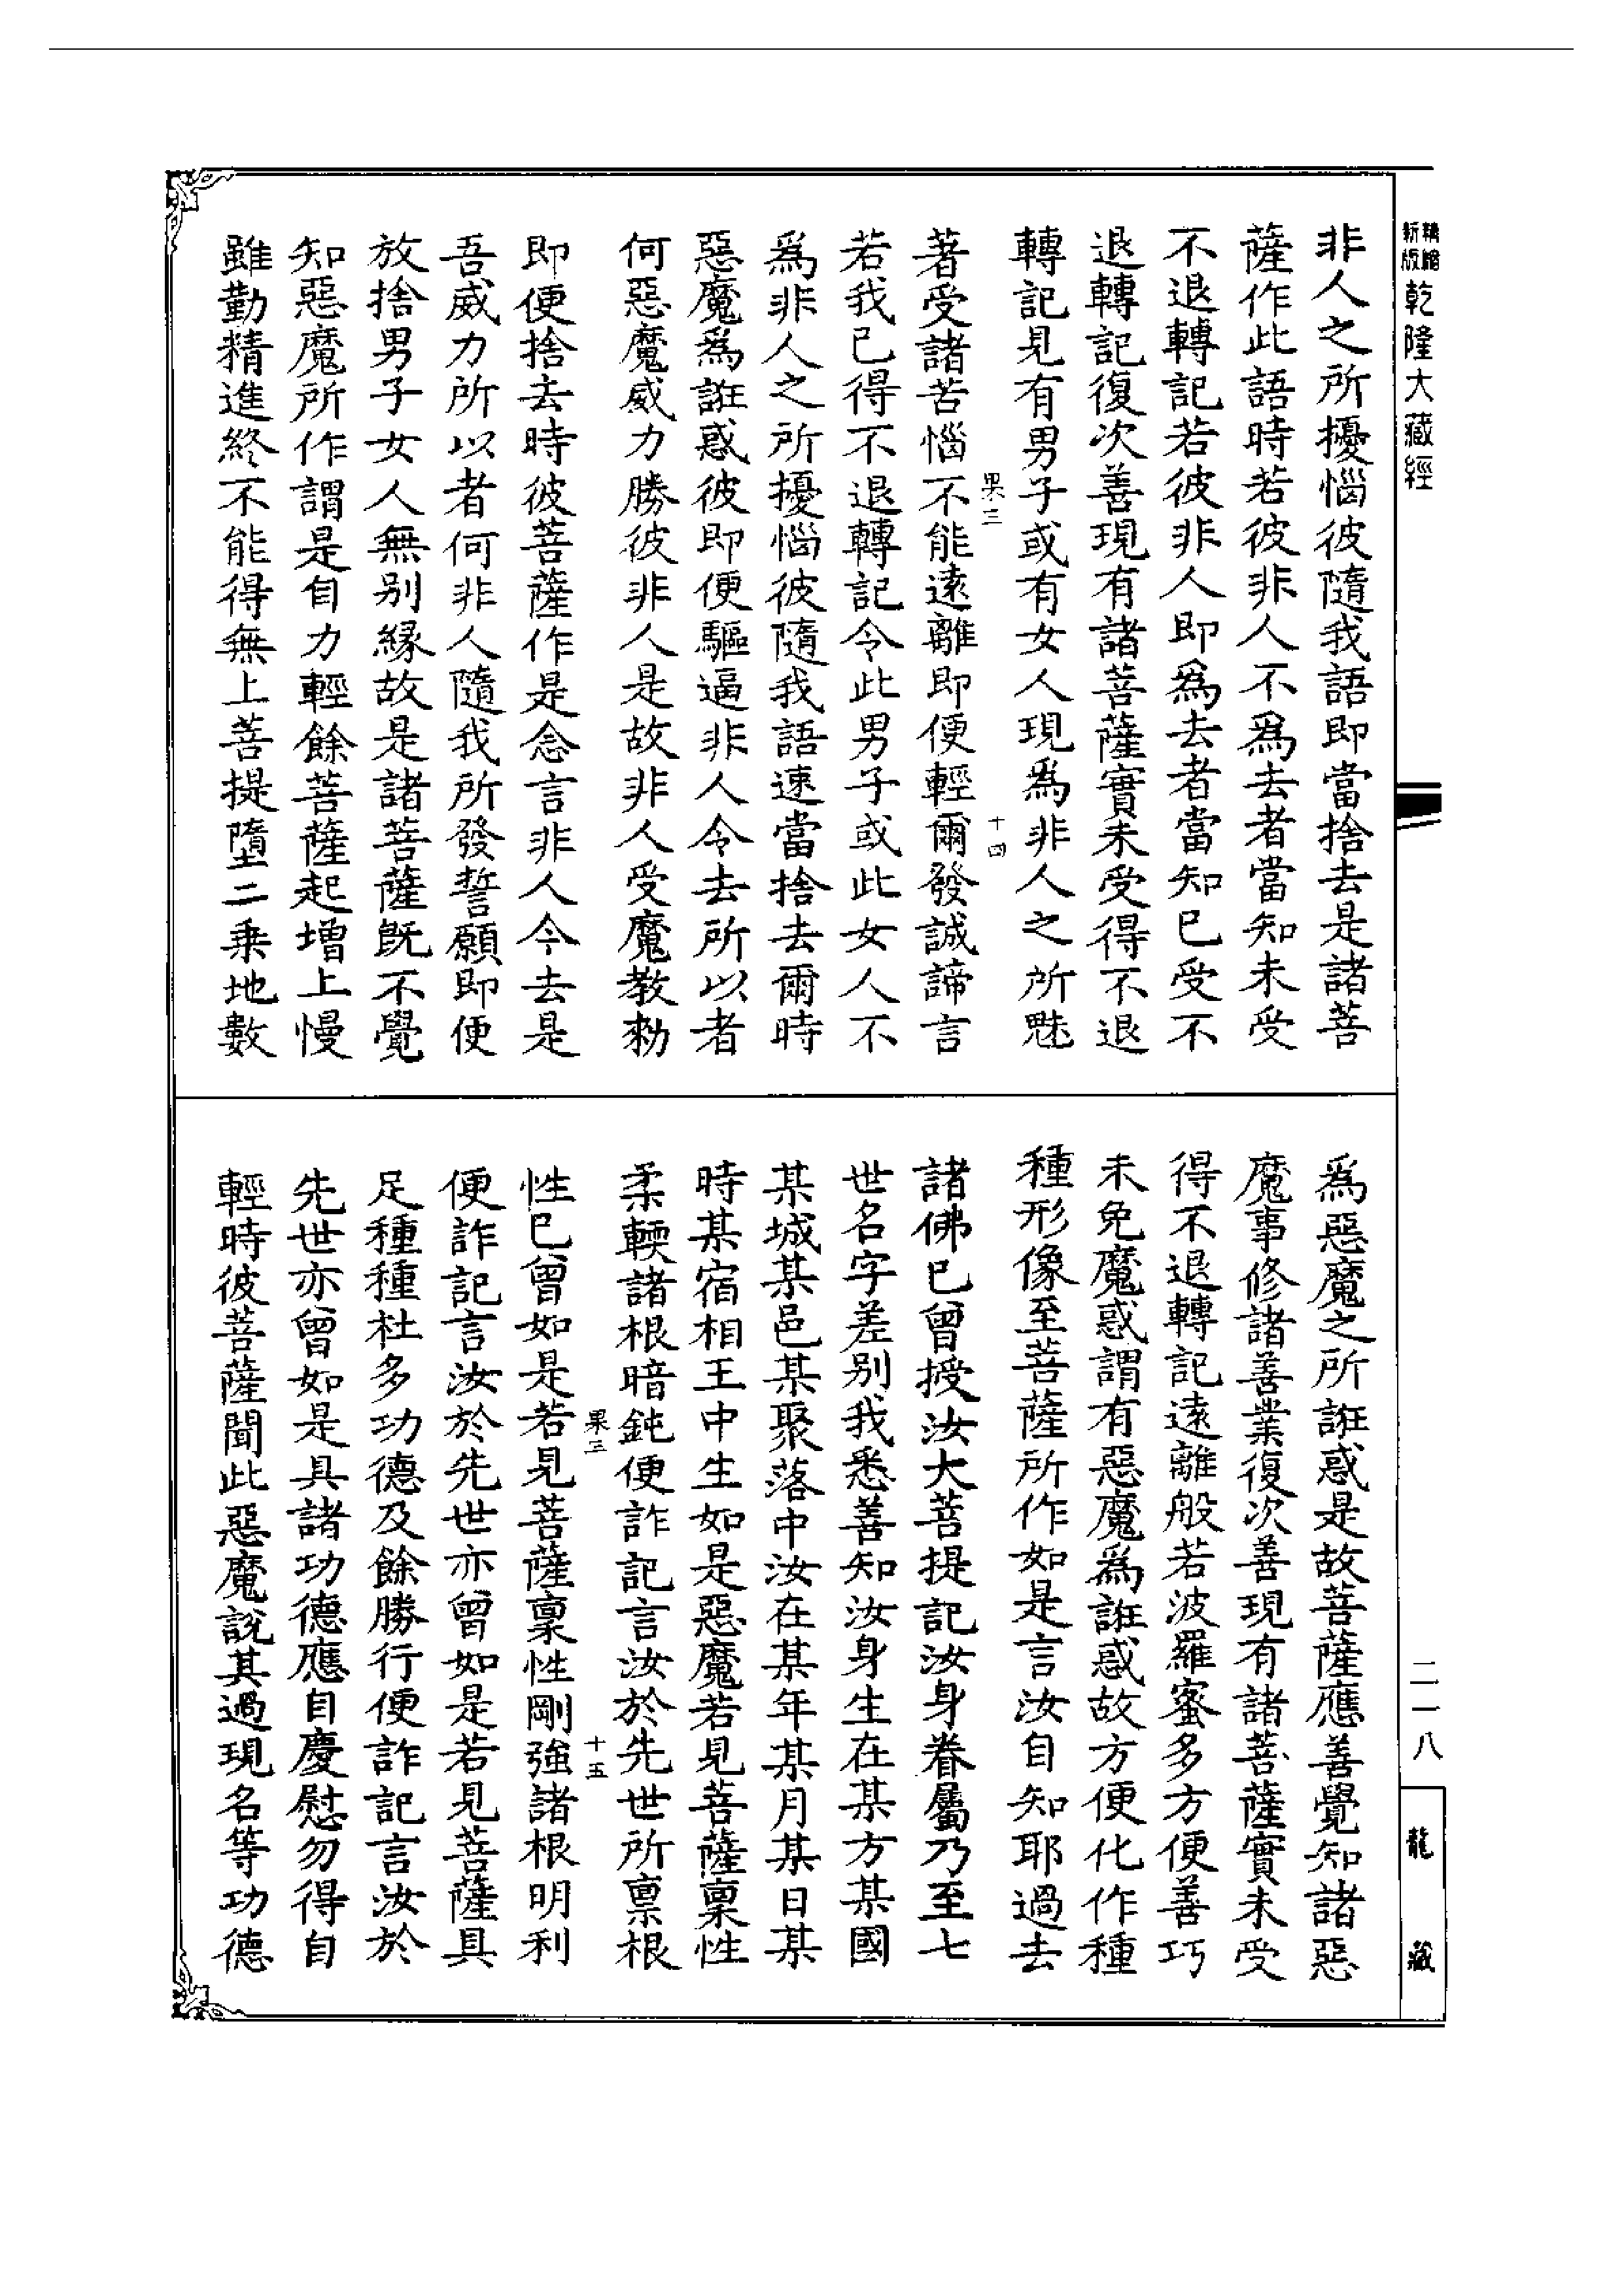 精縮新版乾隆大藏經
非人之所擾惱彼隨我語即當捨去是諸菩
薩作此語時若彼非人不爲去者當知未受
不退轉記若彼非人即爲去者當知已受不
退轉記復次善現有諸菩薩實未受得不退
轉記見有男子或有女人現爲非人之所魅
果三
十四
著受諸苦惱不能遠離即便輕爾發誠諦言
若我已得不退轉記令此男子或此女人不
爲非人之所擾惱彼隨我語速當捨去爾時
惡魔爲誑惑彼即便驅逼非人令去所以者
何惡魔威力勝彼非人是故非人受魔教勑
即便捨去時彼菩薩作是念言非人今去是
吾威力所以者何非人隨我所發誓願即便
放捨男子女人無别緣故是諸菩薩旣不覺
知惡魔所作謂是自力輕餘菩薩起增上慢
雖勤精進終不能得無上菩提墮二乗地數
爲惡魔之所誑惑是故菩薩應善覺知諸惡
魔事修諸善業復次善現有諸菩薩實未受
得不退轉記遠離般若波羅蜜多方便善巧
未免魔惑謂有惡魔爲誑惑故方便化作種
種形像至菩薩所作如是言汝自知耶過去
諸佛已曾授汝大菩提記汝身眷屬乃至七
世名字差别我悉善知汝身生在某方某國
某城某邑某聚落中汝在某年某月某日某
時某宿相王中生如是惡魔若見菩薩稟性
柔輭諸根暗鈍便詐記言汝於先世所稟根
果三
十五
性已曾如是若見菩薩稟性剛強諸根明利
便詐記言汝於先世亦曾如是若見菩薩具
足種種杜多功德及餘勝行便詐記言汝於
先世亦曾如是具諸功德應自慶慰勿得自
輕時彼菩薩聞此惡魔說其過現名等功德
二一八
龍藏